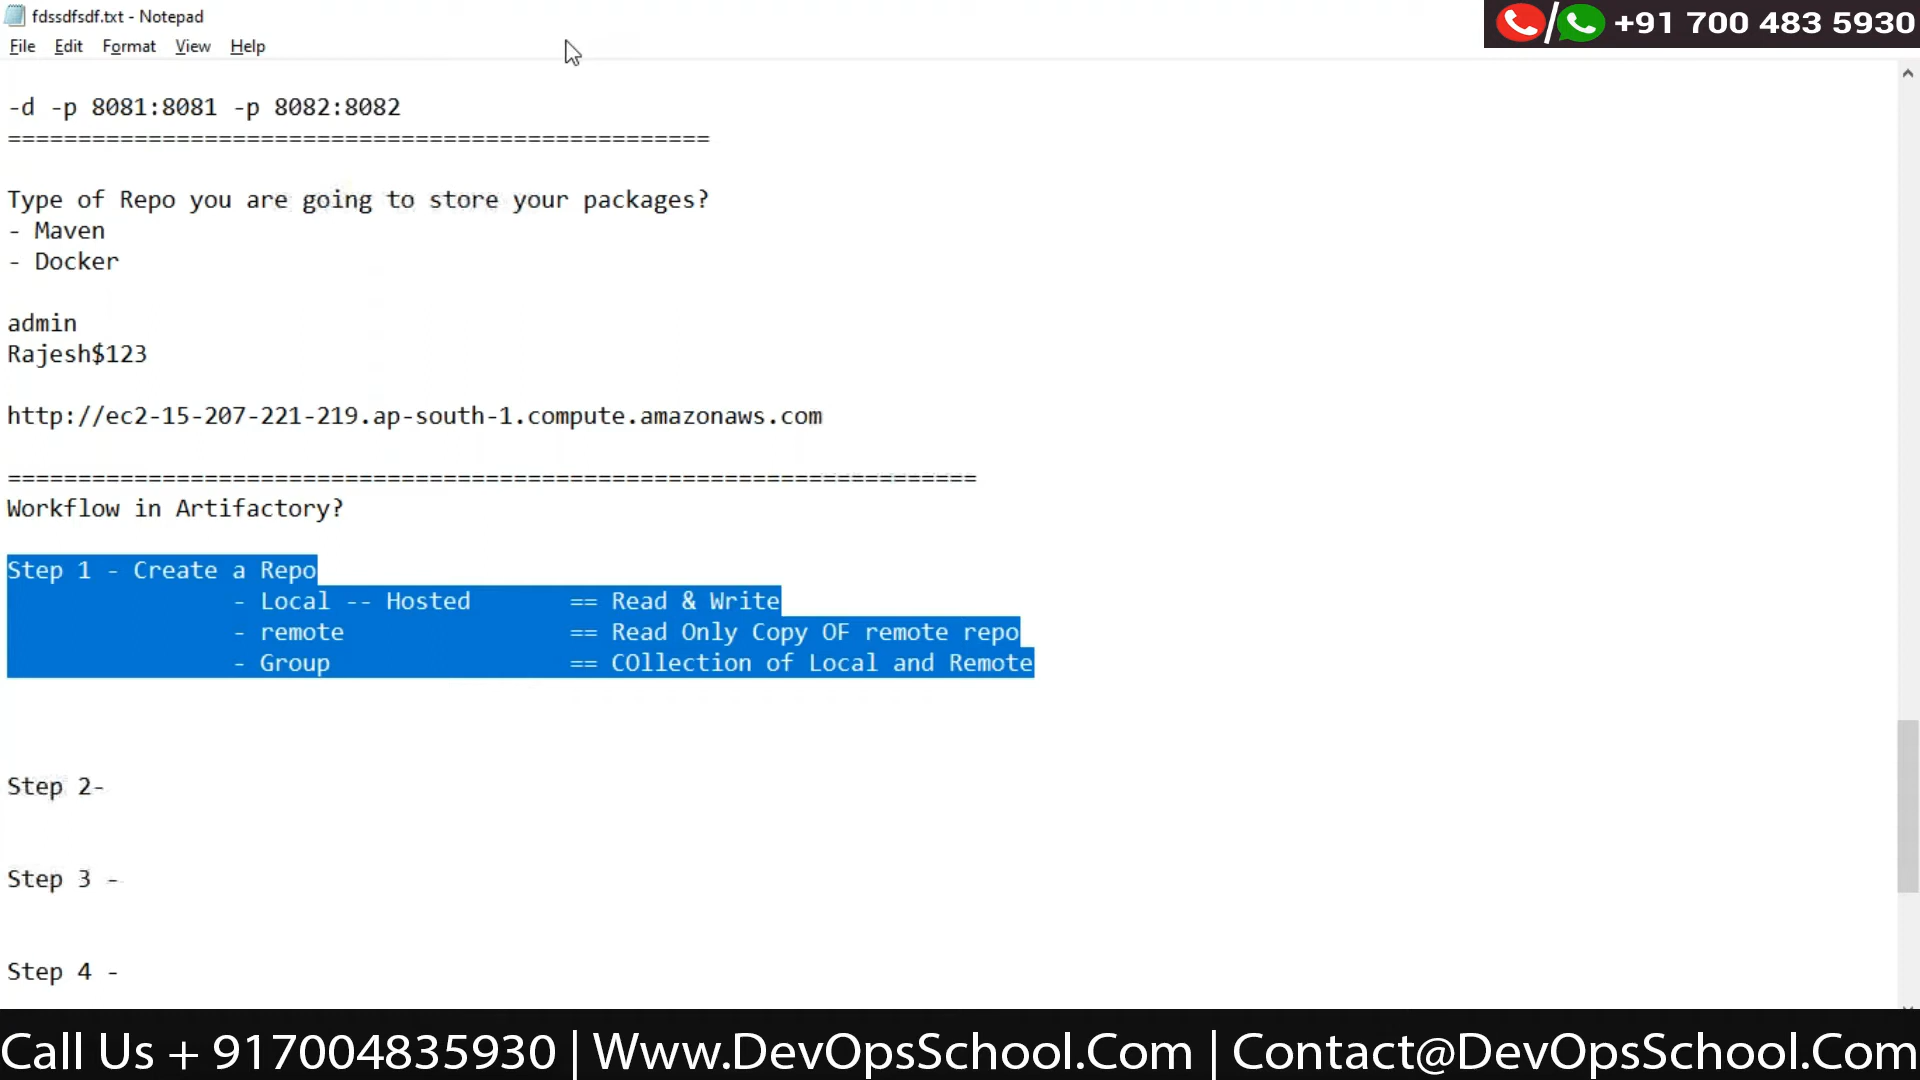 fdssdfsdf.txt - Notepad
+91 700 483 5930
File Edit Format View Help
-d -p 8081:8081 -p 8082:8082
==================================================
Type of Repo you are going to store your packages?
- Maven
- Docker
admin
Rajesh$123
http://ec2-15-207-221-219.ap-south-1.compute.amazonaws.com
=====================================================================
Workflow in Artifactory?
Step 1 - Create a Repo
- Local -- Hosted == Read & Write
- remote == Read Only Copy OF remote repo
- Group == COllection of Local and Remote
Step 2-
Step 3 -
Step 4 -
Call Us + 917004835930 | Www.DevOpsSchool.Com | Contact@DevOpsSchool.Com